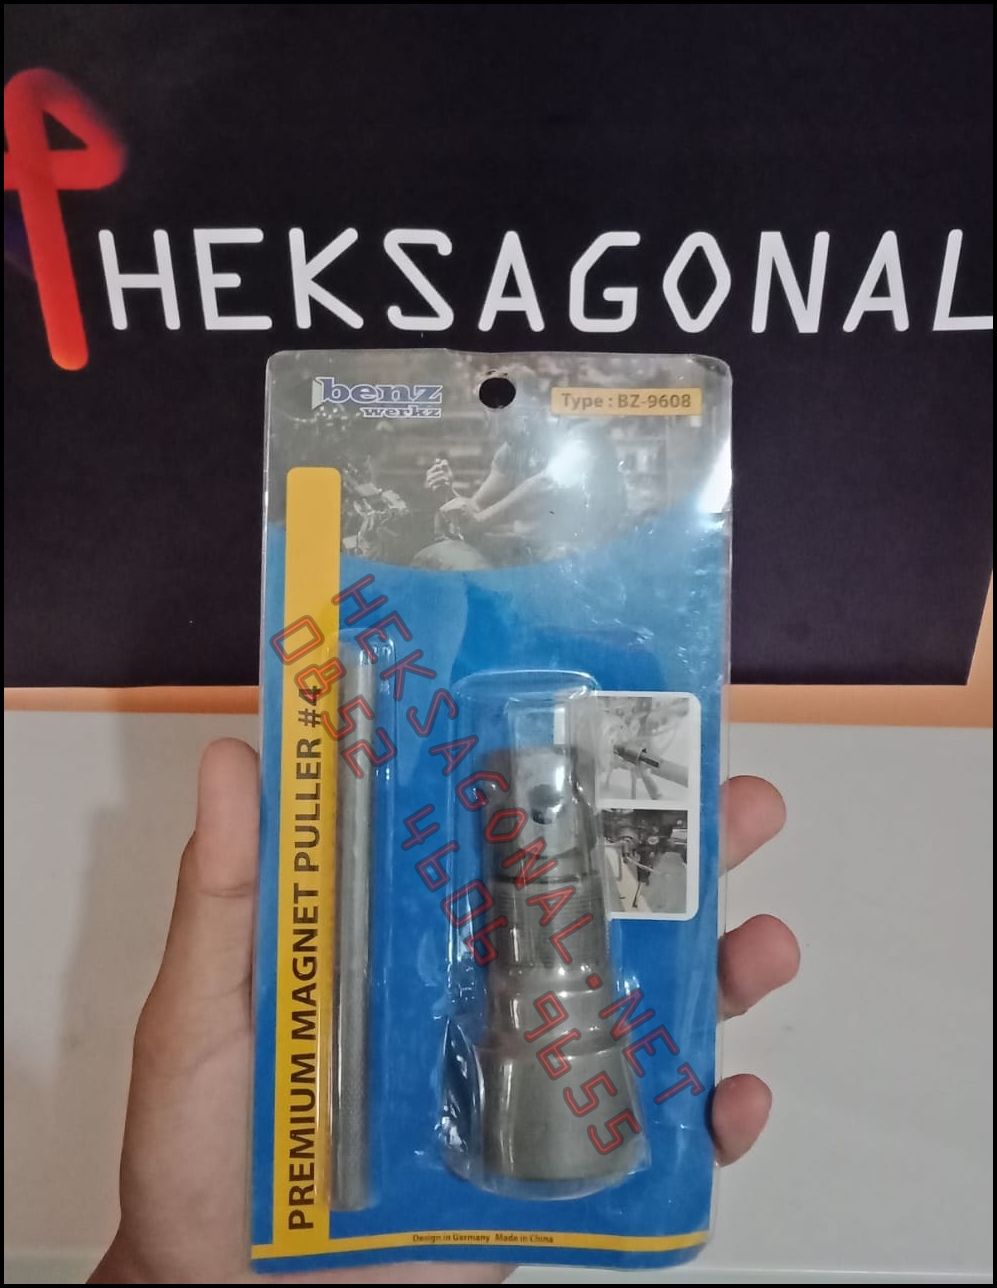 HEKSAGONAL
benz
werkz
Type : BZ-9608
PREMIUM MAGNET PULLER #4
HEKSAGONAL.NET
0852 4606 9655
Design in Germany Made in China